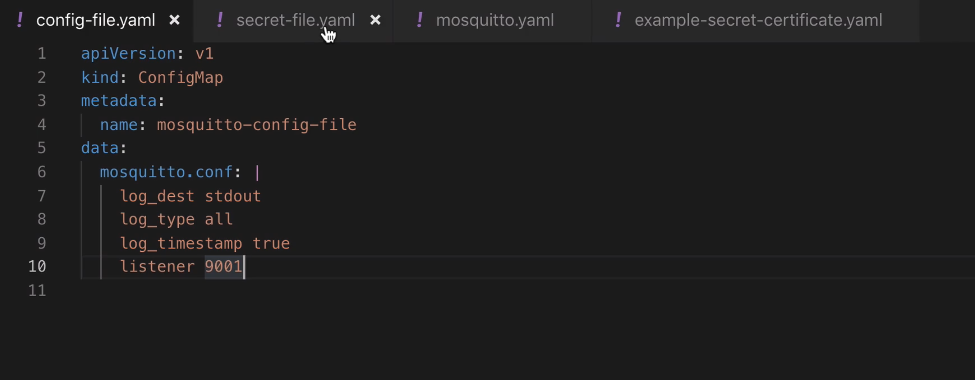 ! config-file.yaml × ! secret-file.yaml × ! mosquitto.yaml ! example-secret-certificate.yaml
1 apiVersion: v1
2 kind: ConfigMap
3 metadata:
4   name: mosquitto-config-file
5 data:
6   mosquitto.conf: |
7     log_dest stdout
8     log_type all
9     log_timestamp true
10     listener 9001
11